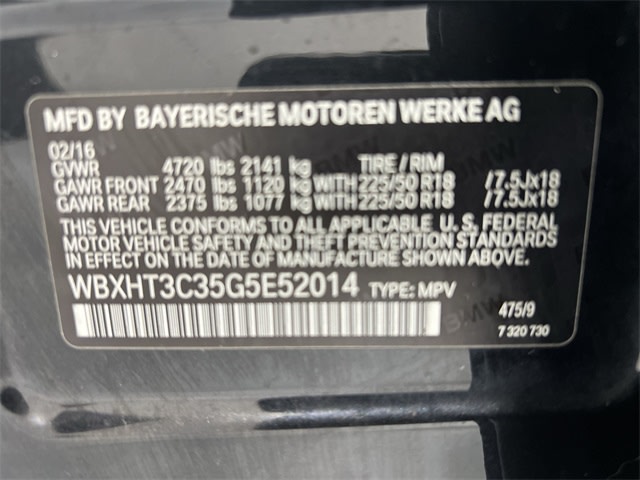 MFD BY BAYERISCHE MOTOREN WERKE AG
02/16
GVWR 4720 lbs 2141 kg TIRE / RIM
GAWR FRONT 2470 lbs 1120 kg WITH 225/50 R18 /7.5Jx18
GAWR REAR 2375 lbs 1077 kg WITH 225/50 R18 /7.5Jx18
THIS VEHICLE CONFORMS TO ALL APPLICABLE U. S. FEDERAL
MOTOR VEHICLE SAFETY AND THEFT PREVENTION STANDARDS
IN EFFECT ON THE DATE OF MANUFACTURE SHOWN ABOVE.
WBXHT3C35G5E52014 TYPE: MPV
475/9
7 320 730